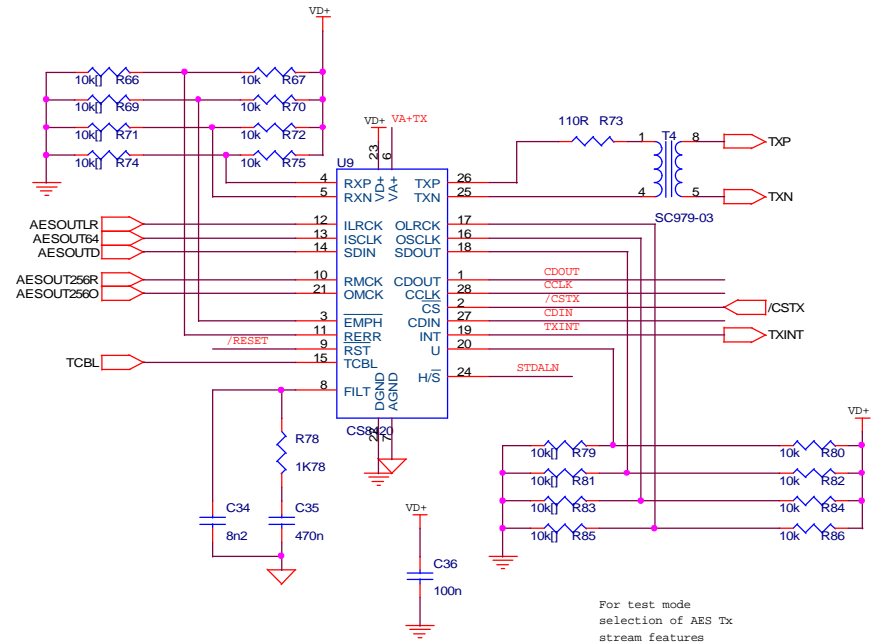 VD+
10k[] R66 10k R67
10k[] R69 10k R70
10k[] R71 10k R72
10k[] R74 10k R75
VD+ VA+TX
110R R73
T4
1 8 TXP
4 5 TXN
SC979-03
U9
23 6
VD+ VA+
4 RXP TXP 26
5 RXN TXN 25
AESOUTLR 12 ILRCK OLRCK 17
AESOUT64 13 ISCLK OSCLK 16
AESOUTD 14 SDIN SDOUT 18
AESOUT256R 10 RMCK CDOUT 1 CDOUT
AESOUT256O 21 OMCK CCLK 28 CCLK
CS 2 /CSTX /CSTX
3 EMPH CDIN 27 CDIN
11 RERR INT 19 TXINT TXINT
/RESET 9 RST U 20
TCBL 15 TCBL
8 FILT H/S 24 STDALN
DGND AGND
22 7
CS8420
R78
1K78
C34
8n2
C35
470n
VD+
C36
100n
VD+
10k[] R79 10k R80
10k[] R81 10k R82
10k[] R83 10k R84
10k[] R85 10k R86
For test mode
selection of AES Tx
stream features